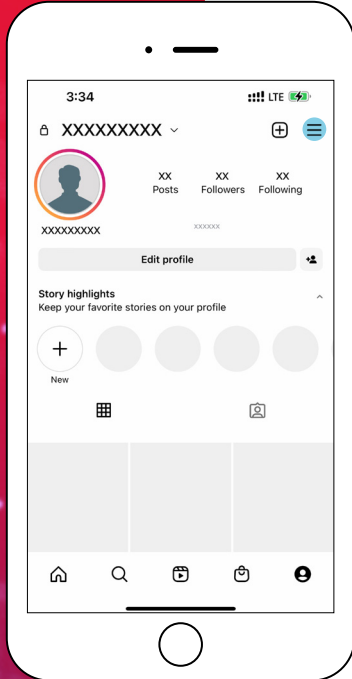 3:34 LTE
XXXXXXXXX
XX XX XX
Posts Followers Following
XXXXXXXXX xxxxxx
Edit profile
Story highlights
Keep your favorite stories on your profile
New